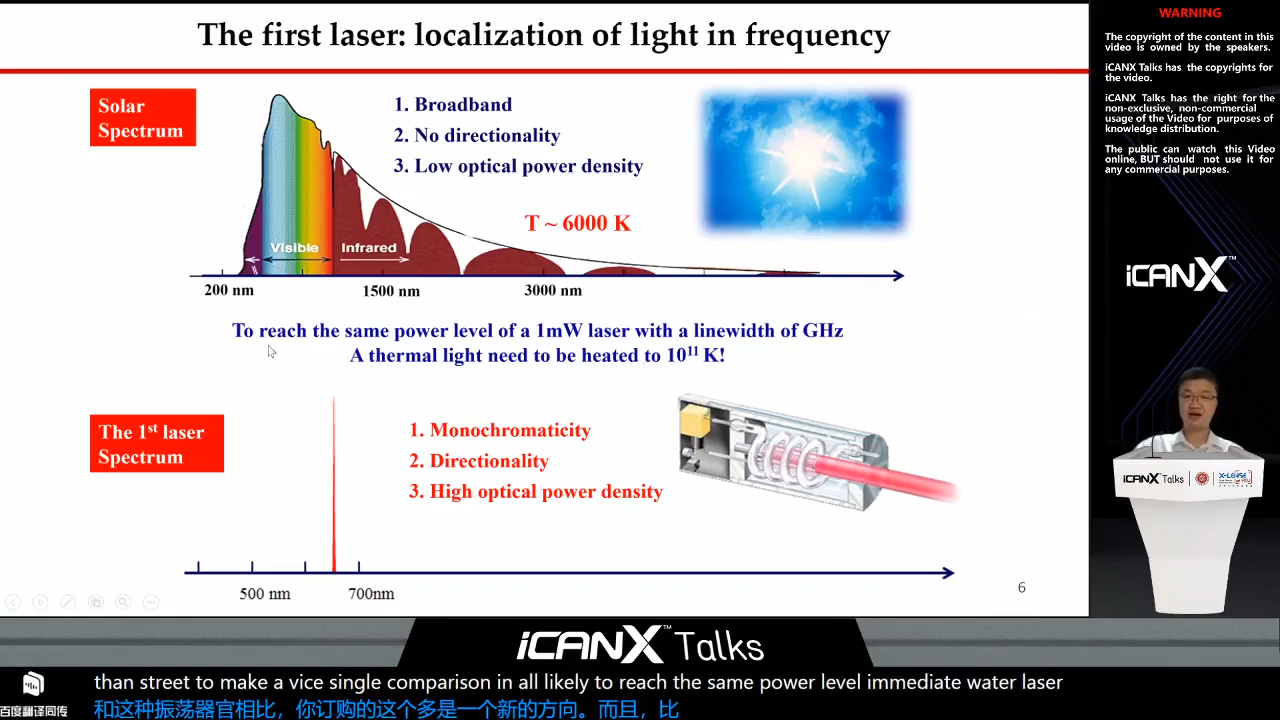 The first laser: localization of light in frequency
Solar
Spectrum
1. Broadband
2. No directionality
3. Low optical power density
T ~ 6000 K
Visible
Infrared
200 nm
1500 nm
3000 nm
To reach the same power level of a 1mW laser with a linewidth of GHz
A thermal light need to be heated to 10¹¹ K!
The 1st laser
Spectrum
1. Monochromaticity
2. Directionality
3. High optical power density
500 nm
700nm
6
WARNING
The copyright of the content in this
video is owned by the speakers.
iCANX Talks has the copyrights for
the video.
iCANX Talks has the right for the
non-exclusive, non-commercial
usage of the Video for purposes of
knowledge distribution.
The public can watch this Video
online, BUT should not use it for
any commercial purposes.
iCANX™
iCANX Talks
iCANX™ Talks
百度翻译同传
than street to make a vice single comparison in all likely to reach the same power level immediate water laser
和这种振荡器官相比，你订购的这个多是一个新的方向。而且，比